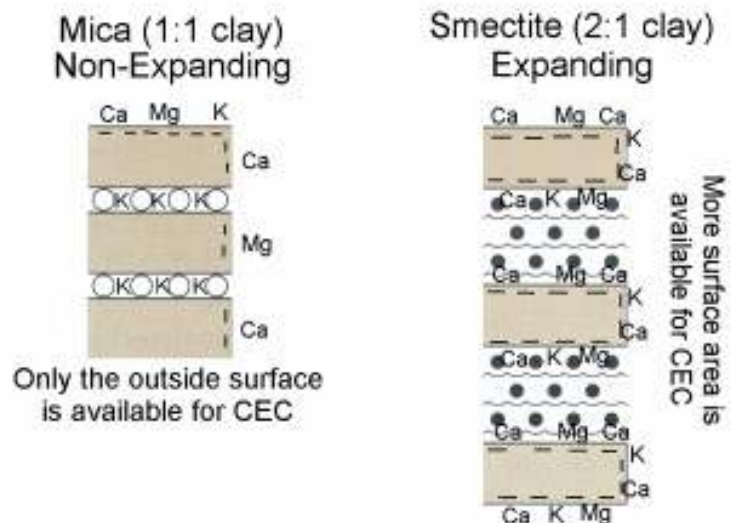 Mica (1:1 clay)
Non-Expanding
Ca Mg K
Ca
K K K
Mg
K K K
Ca
Only the outside surface
is available for CEC
Smectite (2:1 clay)
Expanding
Ca Mg Ca
K
Ca
Ca K Mg
Ca Mg Ca
K
Ca
Ca K Mg
Ca Mg Ca
K
Ca
Ca K Mg
More surface area is
available for CEC